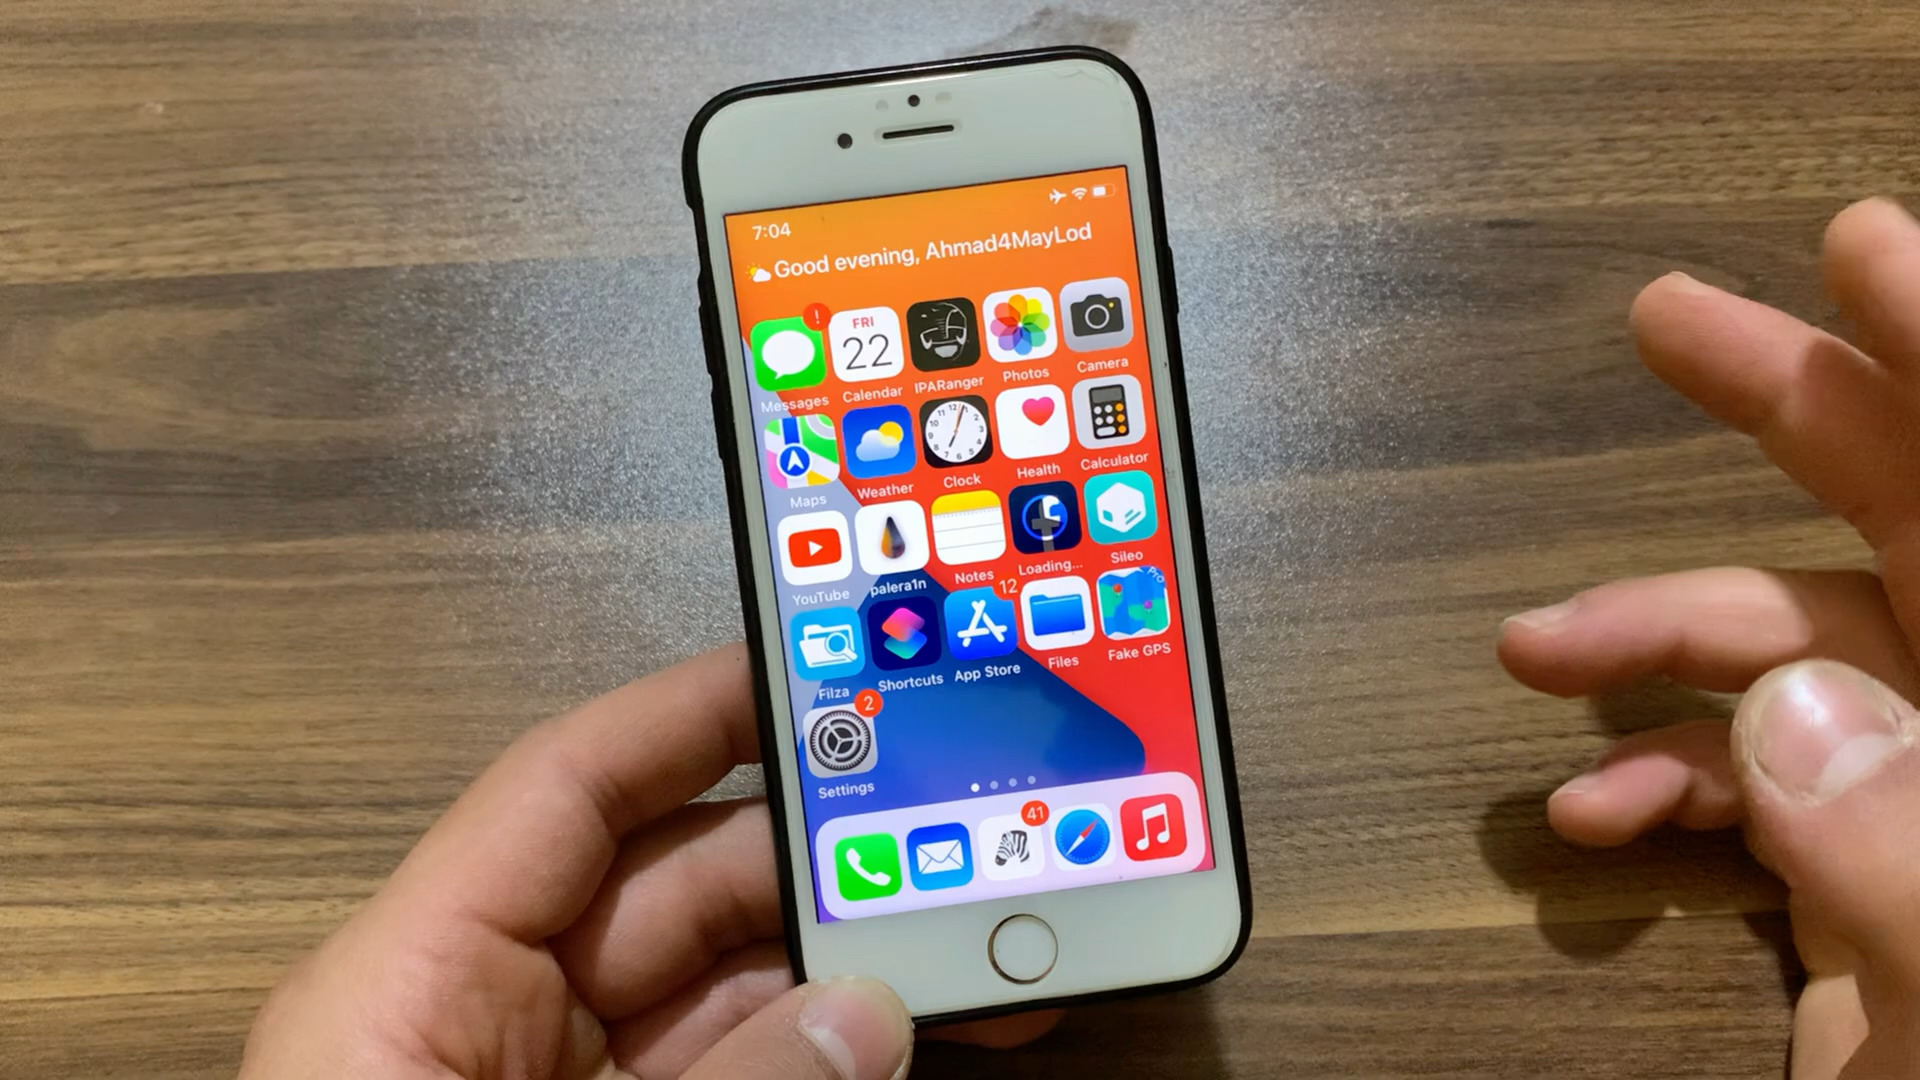 7:04
Good evening, Ahmad4MayLod
!
FRI
22
Messages
Calendar
IPARanger
Photos
Camera
Maps
Weather
Clock
Health
Calculator
YouTube
palera1n
Notes
Loading...
Sileo
12
Pro
Filza
Shortcuts
App Store
Files
Fake GPS
2
Settings
41